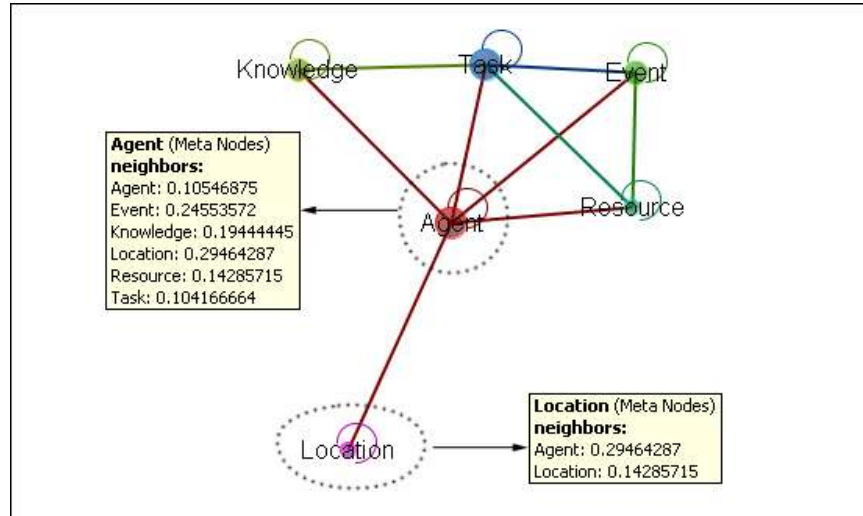 Knowledge
Task
Event
Agent (Meta Nodes)
neighbors:
Agent: 0.10546875
Event: 0.24553572
Knowledge: 0.19444445
Location: 0.29464287
Resource: 0.14285715
Task: 0.104166664
Agent
Resource
Location
Location (Meta Nodes)
neighbors:
Agent: 0.29464287
Location: 0.14285715